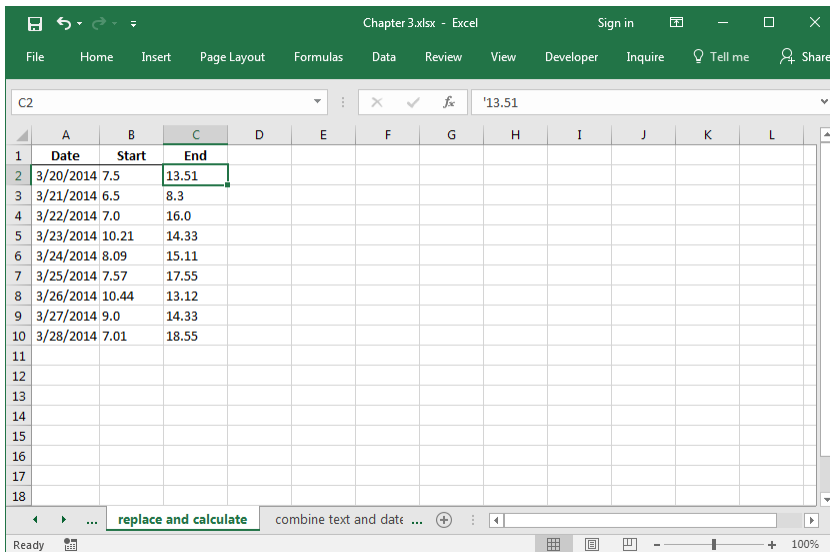 Chapter 3.xlsx - Excel Sign in
File Home Insert Page Layout Formulas Data Review View Developer Inquire Tell me Share
C2 fx '13.51
A B C D E F G H I J K L
1 Date Start End
2 3/20/2014 7.5 13.51
3 3/21/2014 6.5 8.3
4 3/22/2014 7.0 16.0
5 3/23/2014 10.21 14.33
6 3/24/2014 8.09 15.11
7 3/25/2014 7.57 17.55
8 3/26/2014 10.44 13.12
9 3/27/2014 9.0 14.33
10 3/28/2014 7.01 18.55
11
12
13
14
15
16
17
18
... replace and calculate combine text and date ...
Ready 100%